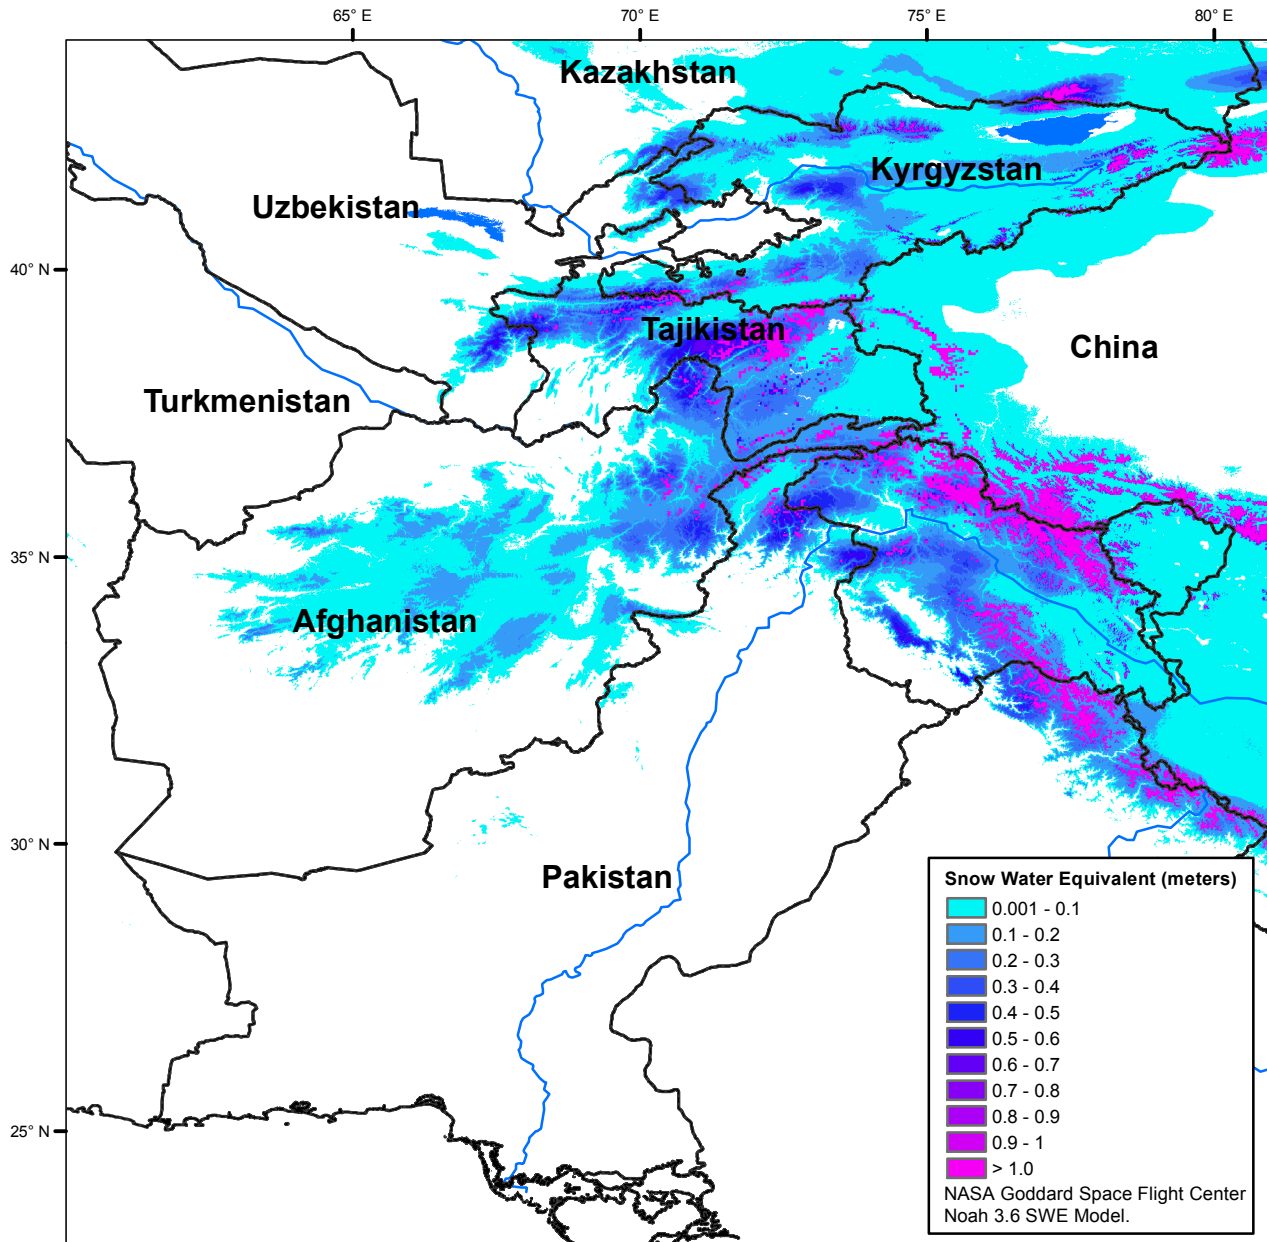 65° E
70° E
75° E
80° E
Kazakhstan
Kyrgyzstan
Uzbekistan
40° N
Tajikistan
China
Turkmenistan
35° N
Afghanistan
30° N
Pakistan
25° N
Snow Water Equivalent (meters)
0.001 - 0.1
0.1 - 0.2
0.2 - 0.3
0.3 - 0.4
0.4 - 0.5
0.5 - 0.6
0.6 - 0.7
0.7 - 0.8
0.8 - 0.9
0.9 - 1
> 1.0
NASA Goddard Space Flight Center
Noah 3.6 SWE Model.